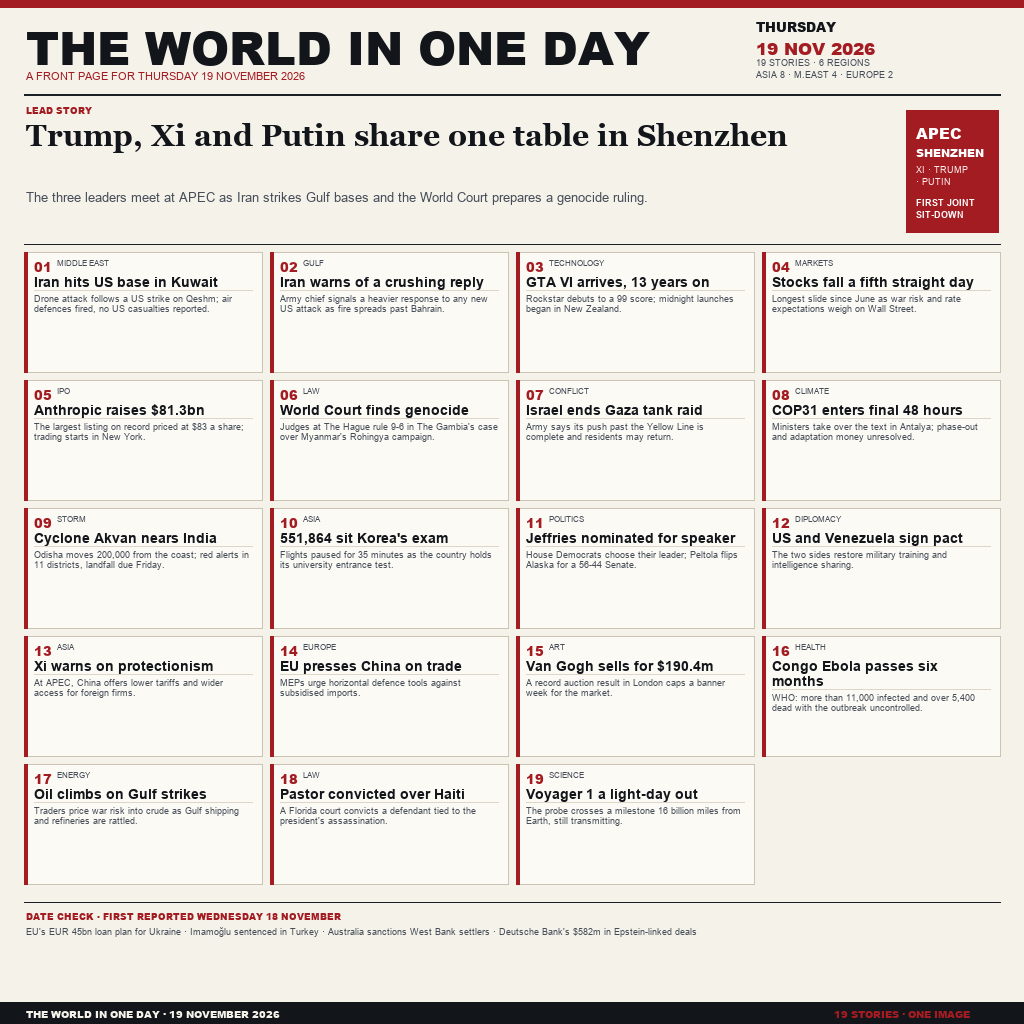 THE WORLD IN ONE DAY
A FRONT PAGE FOR THURSDAY 19 NOVEMBER 2026
THURSDAY
19 NOV 2026
19 STORIES · 6 REGIONS
ASIA 8 · M.EAST 4 · EUROPE 2
LEAD STORY
Trump, Xi and Putin share one table in Shenzhen
The three leaders meet at APEC as Iran strikes Gulf bases and the World Court prepares a genocide ruling.
APEC
SHENZHEN
XI · TRUMP
· PUTIN
FIRST JOINT
SIT-DOWN
01 MIDDLE EAST
Iran hits US base in Kuwait
Drone attack follows a US strike on Qeshm; air
defences fired, no US casualties reported.
02 GULF
Iran warns of a crushing reply
Army chief signals a heavier response to any new
US attack as fire spreads past Bahrain.
03 TECHNOLOGY
GTA VI arrives, 13 years on
Rockstar debuts to a 99 score; midnight launches
began in New Zealand.
04 MARKETS
Stocks fall a fifth straight day
Longest slide since June as war risk and rate
expectations weigh on Wall Street.
05 IPO
Anthropic raises $81.3bn
The largest listing on record priced at $83 a share;
trading starts in New York.
06 LAW
World Court finds genocide
Judges at The Hague rule 9-6 in The Gambia's case
over Myanmar's Rohingya campaign.
07 CONFLICT
Israel ends Gaza tank raid
Army says its push past the Yellow Line is
complete and residents may return.
08 CLIMATE
COP31 enters final 48 hours
Ministers take over the text in Antalya; phase-out
and adaptation money unresolved.
09 STORM
Cyclone Akvan nears India
Odisha moves 200,000 from the coast; red alerts in
11 districts, landfall due Friday.
10 ASIA
551,864 sit Korea's exam
Flights paused for 35 minutes as the country holds
its university entrance test.
11 POLITICS
Jeffries nominated for speaker
House Democrats choose their leader; Peltola flips
Alaska for a 56-44 Senate.
12 DIPLOMACY
US and Venezuela sign pact
The two sides restore military training and
intelligence sharing.
13 ASIA
Xi warns on protectionism
At APEC, China offers lower tariffs and wider
access for foreign firms.
14 EUROPE
EU presses China on trade
MEPs urge horizontal defence tools against
subsidised imports.
15 ART
Van Gogh sells for $190.4m
A record auction result in London caps a banner
week for the market.
16 HEALTH
Congo Ebola passes six
months
WHO: more than 11,000 infected and over 5,400
dead with the outbreak uncontrolled.
17 ENERGY
Oil climbs on Gulf strikes
Traders price war risk into crude as Gulf shipping
and refineries are rattled.
18 LAW
Pastor convicted over Haiti
A Florida court convicts a defendant tied to the
president's assassination.
19 SCIENCE
Voyager 1 a light-day out
The probe crosses a milestone 16 billion miles from
Earth, still transmitting.
DATE CHECK · FIRST REPORTED WEDNESDAY 18 NOVEMBER
EU's EUR 45bn loan plan for Ukraine · Imamoğlu sentenced in Turkey · Australia sanctions West Bank settlers · Deutsche Bank's $582m in Epstein-linked deals
THE WORLD IN ONE DAY · 19 NOVEMBER 2026
19 STORIES · ONE IMAGE